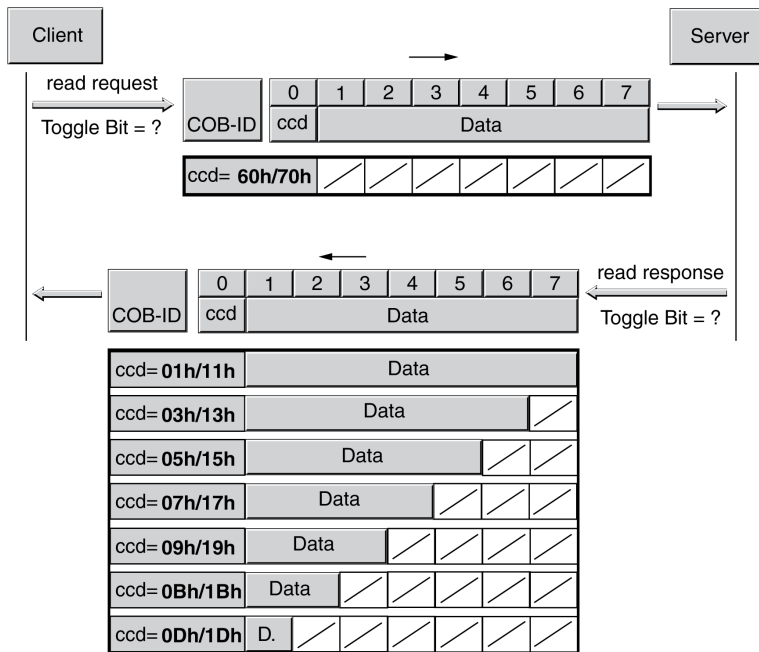 Client
Server
read request
Toggle Bit = ?
COB-ID
0 1 2 3 4 5 6 7
ccd Data
ccd= 60h/70h
read response
Toggle Bit = ?
COB-ID
0 1 2 3 4 5 6 7
ccd Data
ccd= 01h/11h Data
ccd= 03h/13h Data
ccd= 05h/15h Data
ccd= 07h/17h Data
ccd= 09h/19h Data
ccd= 0Bh/1Bh Data
ccd= 0Dh/1Dh D.